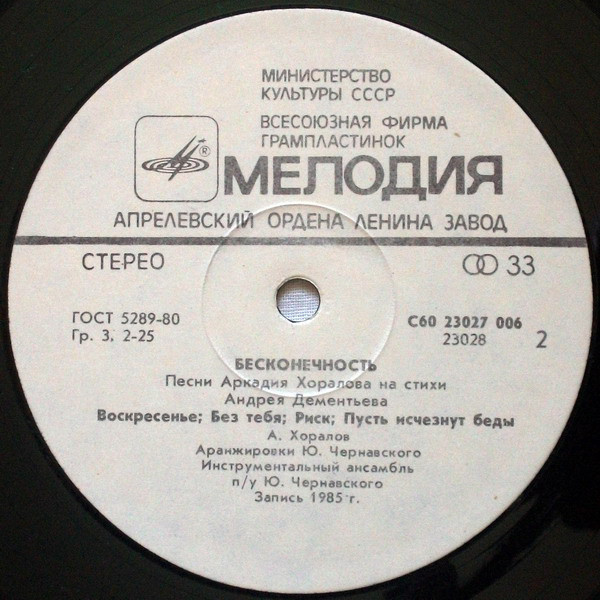 МИНИСТЕРСТВО
КУЛЬТУРЫ СССР
ВСЕСОЮЗНАЯ ФИРМА
ГРАМПЛАСТИНОК
®
МЕЛОДИЯ
АПРЕЛЕВСКИЙ ОРДЕНА ЛЕНИНА ЗАВОД
СТЕРЕО
33
ГОСТ 5289-80
Гр. 3, 2-25
С60 23027 006
23028
2
БЕСКОНЕЧНОСТЬ
Песни Аркадия Хоралова на стихи
Андрея Дементьева
Воскресенье; Без тебя; Риск; Пусть исчезнут беды
А. Хоралов
Аранжировки Ю. Чернавского
Инструментальный ансамбль
п/у Ю. Чернавского
Запись 1985 г.